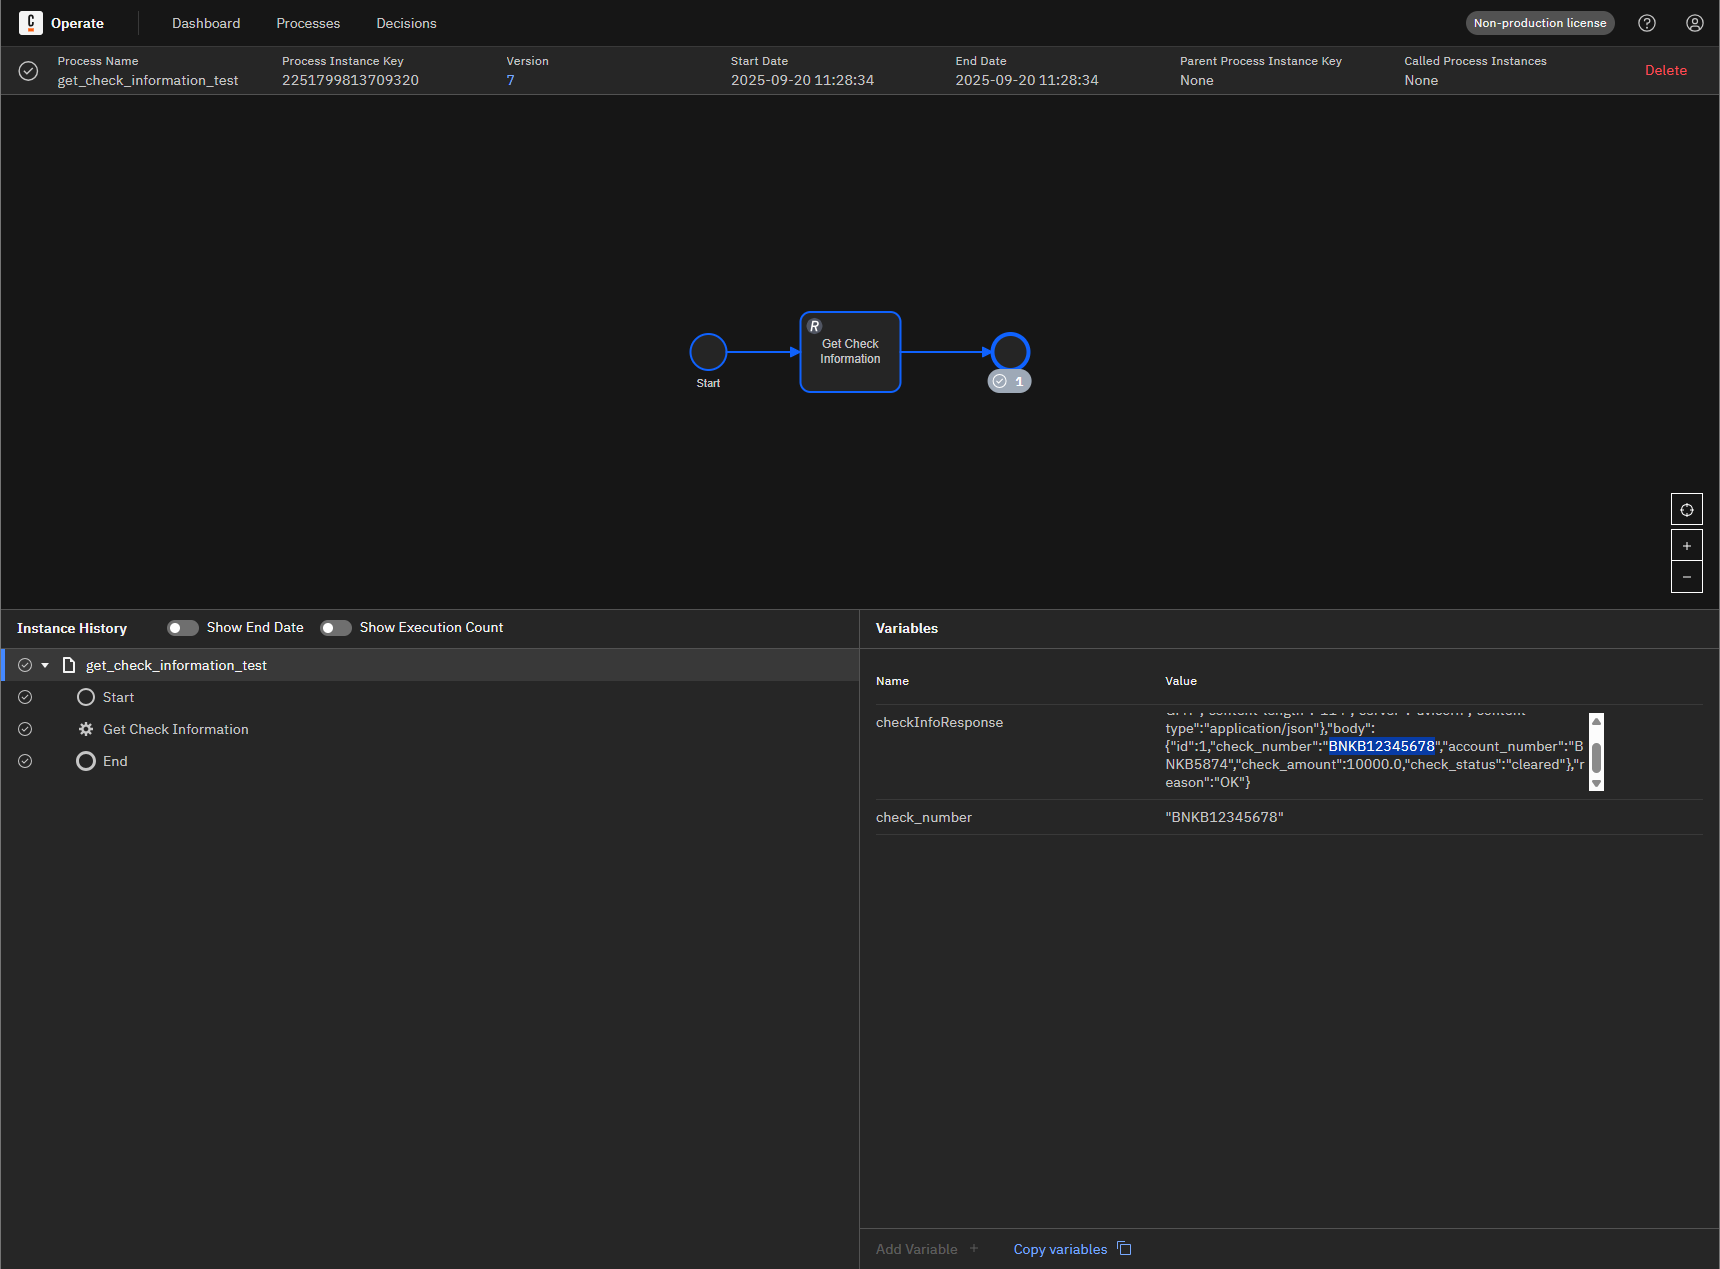 C Operate Dashboard Processes Decisions Non-production license
Process Name Process Instance Key Version Start Date End Date Parent Process Instance Key Called Process Instances
get_check_information_test 2251799813709320 7 2025-09-20 11:28:34 2025-09-20 11:28:34 None None Delete
R
Get Check
Information
Start
1
Instance History Show End Date Show Execution Count
get_check_information_test
Start
Get Check Information
End
Variables
Name Value
checkInfoResponse
type":"application/json"},"body":
{"id":1,"check_number":"BNKB12345678","account_number":"B
NKB5874","check_amount":10000.0,"check_status":"cleared"},"r
eason":"OK"}
check_number "BNKB12345678"
Add Variable + Copy variables